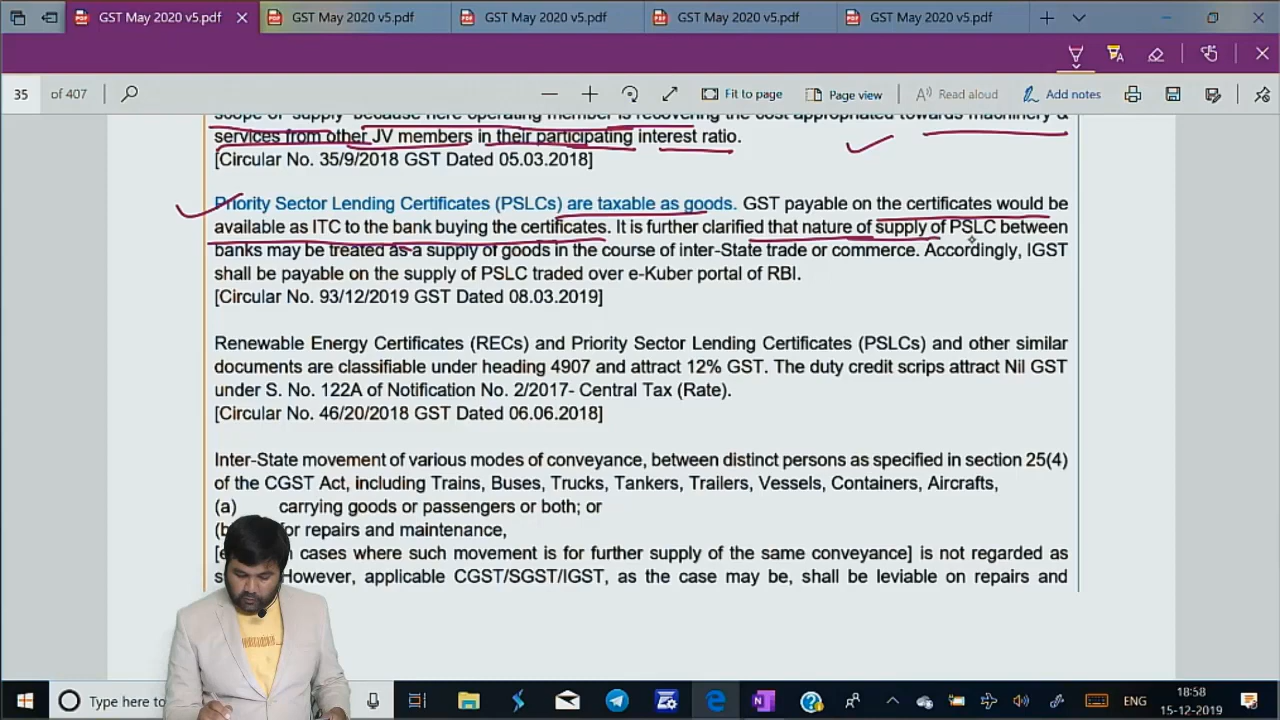 GST May 2020 v5.pdf
GST May 2020 v5.pdf
GST May 2020 v5.pdf
GST May 2020 v5.pdf
GST May 2020 v5.pdf
35 of 407
Fit to page
Page view
Read aloud
Add notes
scope of supply because here operating member is recovering the cost appropriated towards machinery &
services from other JV members in their participating interest ratio.
[Circular No. 35/9/2018 GST Dated 05.03.2018]
Priority Sector Lending Certificates (PSLCs) are taxable as goods. GST payable on the certificates would be
available as ITC to the bank buying the certificates. It is further clarified that nature of supply of PSLC between
banks may be treated as a supply of goods in the course of inter-State trade or commerce. Accordingly, IGST
shall be payable on the supply of PSLC traded over e-Kuber portal of RBI.
[Circular No. 93/12/2019 GST Dated 08.03.2019]
Renewable Energy Certificates (RECs) and Priority Sector Lending Certificates (PSLCs) and other similar
documents are classifiable under heading 4907 and attract 12% GST. The duty credit scrips attract Nil GST
under S. No. 122A of Notification No. 2/2017- Central Tax (Rate).
[Circular No. 46/20/2018 GST Dated 06.06.2018]
Inter-State movement of various modes of conveyance, between distinct persons as specified in section 25(4)
of the CGST Act, including Trains, Buses, Trucks, Tankers, Trailers, Vessels, Containers, Aircrafts,
(a) carrying goods or passengers or both; or
(b for repairs and maintenance,
[e cases where such movement is for further supply of the same conveyance] is not regarded as
However, applicable CGST/SGST/IGST, as the case may be, shall be leviable on repairs and
Type here to
ENG
18:58
15-12-2019